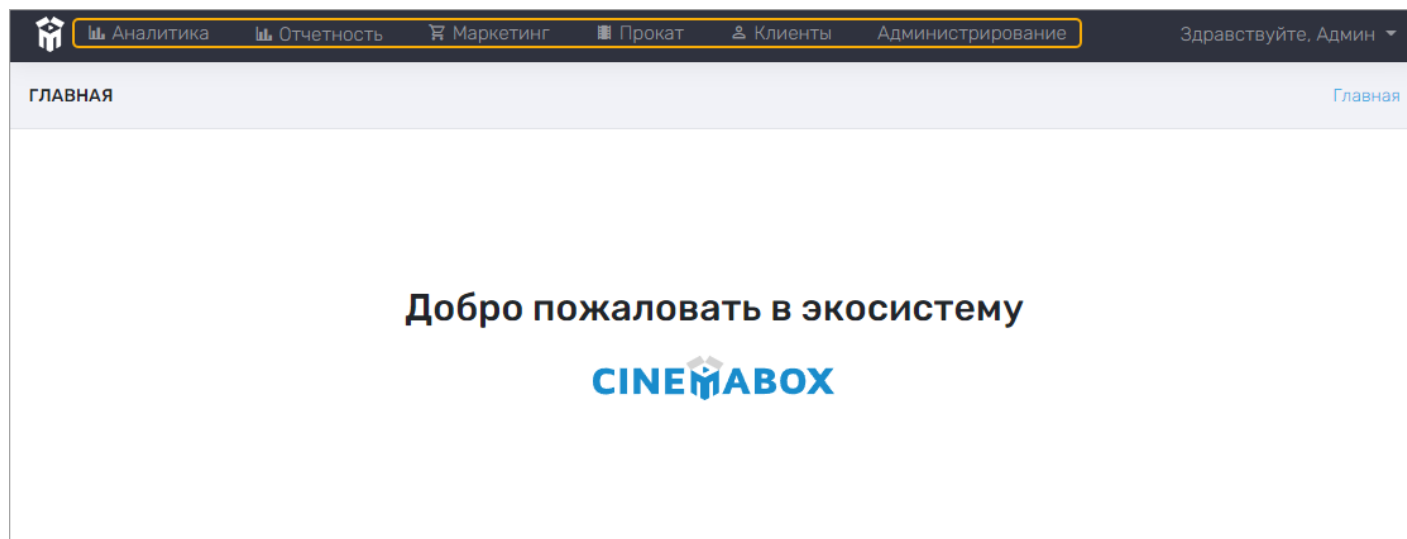 Аналитика Отчетность Маркетинг Прокат Клиенты Администрирование Здравствуйте, Админ
ГЛАВНАЯ Главная
Добро пожаловать в экосистему
CINEMABOX